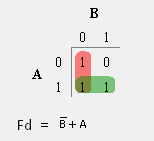 B
0 1
0 1 0
A
1 1 1
Fd = B̅+A